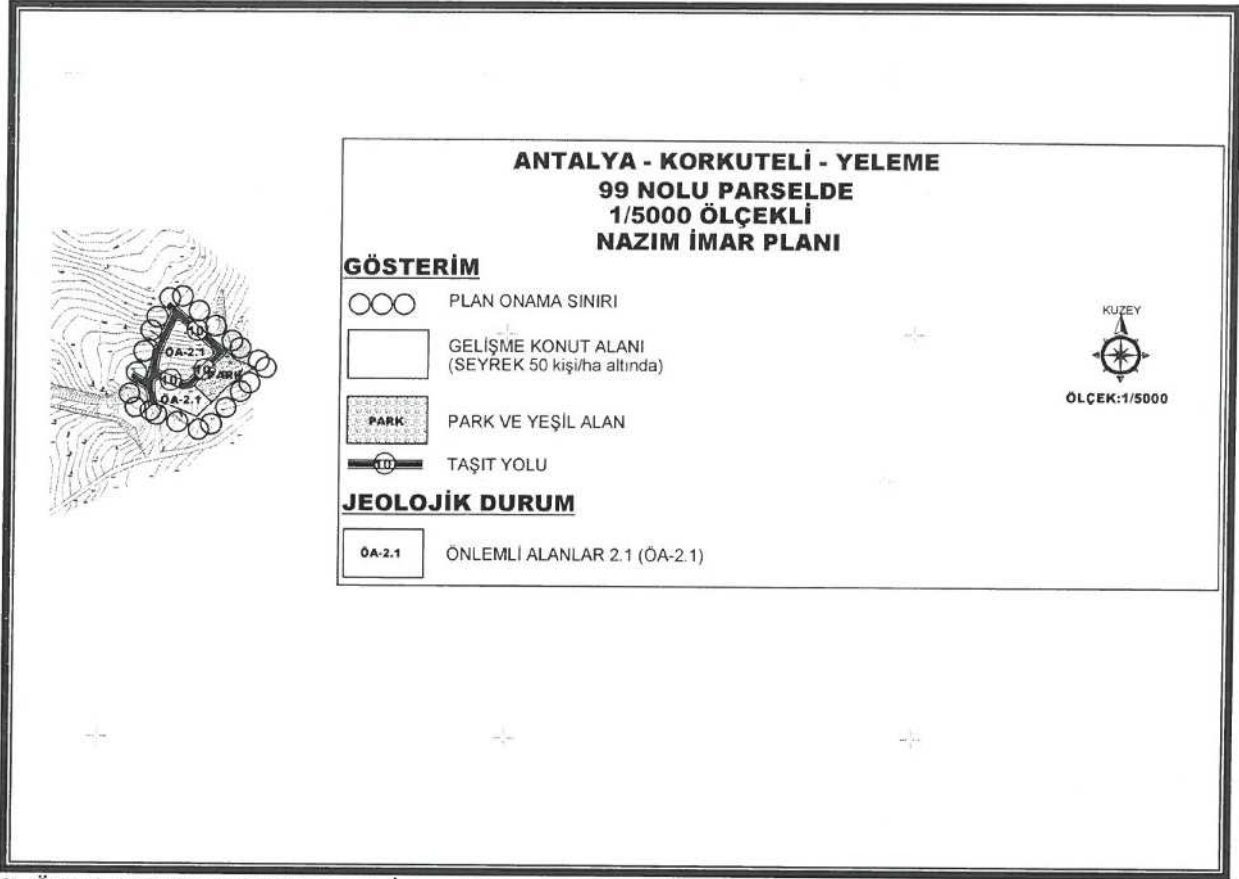 ANTALYA - KORKUTELİ - YELEME
99 NOLU PARSELDE
1/5000 ÖLÇEKLİ
NAZIM İMAR PLANI
GÖSTERİM
PLAN ONAMA SINIRI
GELİŞME KONUT ALANI
(SEYREK 50 kişi/ha altında)
PARK
PARK VE YEŞİL ALAN
10
TAŞIT YOLU
JEOLOJİK DURUM
ÖA-2.1
ÖNLEMLİ ALANLAR 2.1 (ÖA-2.1)
KUZEY
ÖLÇEK:1/5000
10
ÖA-2.1
10
PARK
10
ÖA-2.1